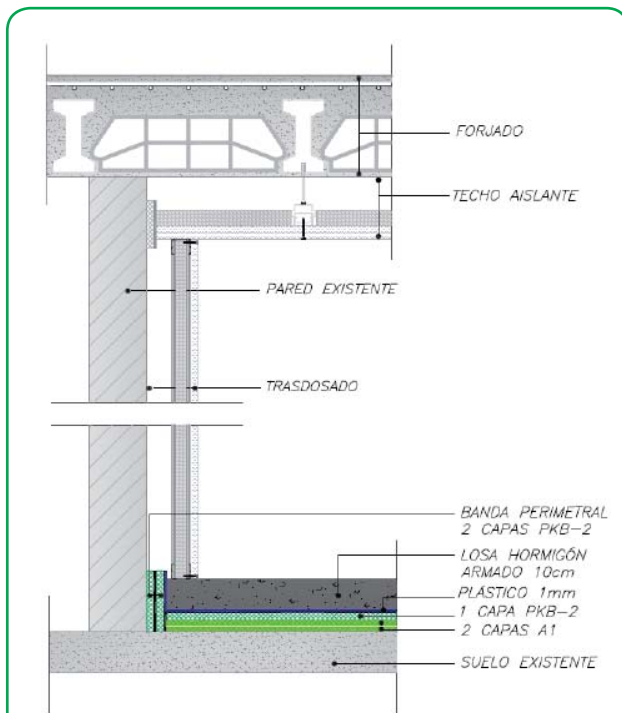 FORJADO
TECHO AISLANTE
PARED EXISTENTE
TRASDOSADO
BANDA PERIMETRAL
2 CAPAS PKB-2
LOSA HORMIGÓN
ARMADO 10cm
PLÁSTICO 1mm
1 CAPA PKB-2
2 CAPAS A1
SUELO EXISTENTE